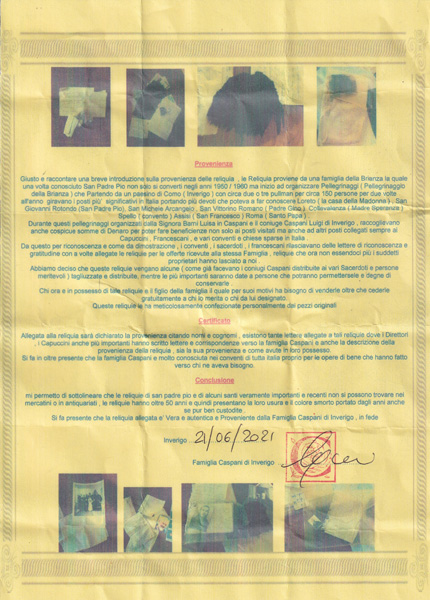 Provenienza
Giusto è raccontare una breve introduzione sulla provenienza delle reliquia , la Reliquia proviene da una famiglia della Brianza la quale
una volta conosciuto San Padre Pio non solo si convertì negli anni 1950 / 1960 ma inizio ad organizzare Pellegrinaggi ( Pellegrinaggio
della Brianza ) che Partendo da un paesino di Como ( Inverigo ) con circa due o tre pullman per circa 150 persone per due volte
all'anno giravano i posti più significativi in Italia portando più devoti che poteva a far conoscere Loreto ( la casa della Madonna ) , San
Giovanni Rotondo (San Padre Pio), San Michele Arcangelo , San Vittorino Romano ( Padre Gino ) , Collevalenza ( Madre Speranza )
Spello ( convento ) Assisi ( San Francesco ) Roma ( Santo Papa )
Durante questi pellegrinaggi organizzati dalla Signora Barni Luisa in Caspani e il coniuge Caspani Luigi di Inverigo , raccoglievano
anche cospicue somme di Denaro per poter fare beneficienze non solo ai posti visitati ma anche ad altri posti collegati sempre ai
Capuccini , Francescani , e vari conventi e chiese sparse in italia .
Da questo per riconoscenza e come da dimostrazione , i conventi , i sacerdoti , i francescani rilasciavano delle lettere di riconoscenza e
gratitudine con a volte allegate le reliquie per le offerte ricevute alla stessa Famiglia , reliquie che ora non essendoci più i suddetti
proprietari hanno lasciato a noi .
Abbiamo deciso che queste reliquie vengano alcune ( come già facevano i coniugi Caspani distribuite ai vari Sacerdoti e persone
meritevoli ) tagliuzzate e distribuite , mentre le più importanti saranno date a persone che potranno permettersele e degne di
conservarle .
Chi ora è in possesso di tale reliquie è il figlio della famiglia il quale per suoi motivi ha bisogno di venderle oltre che cederle
gratuitamente a chi lo merita o chi da lui designato .
Queste reliquie si ha meticolosamente confezionate personalmente dai pezzi originali
Certificato
Allegata alla reliquia sarà dichiarato la provenienza citando nomi e cognomi , esistono tante lettere allegate a tali reliquie dove i Direttori
, i Capuccini anche più importanti hanno scritto lettere e corrispondenze verso la famiglia Caspani e anche la descrizione della
provenienza della reliquia , sia la sua provenienza e come avute in loro possesso.
Si fa in oltre presente che la famiglia Caspani è molto conosciuta nei conventi di tutta italia proprio per le opere di bene che hanno fatto
verso chi ne aveva bisogno.
Conclusione
mi permetto di sottolineare che le reliquie di san padre pio e di alcuni santi veramente importanti e recenti non si possono trovare nei
mercatini o in antiquariati , le reliquie hanno oltre 50 anni e quindi presentano la loro usura e il colore smorto portato dagli anni anche
se pur ben custodite .
Si fa presente che la reliquia allegata e' Vera e autentica e Proveniente dalla Famiglia Caspani di Inverigo , in fede
Inverigo .. 21/06/2021
Famiglia Caspani di Inverigo ..